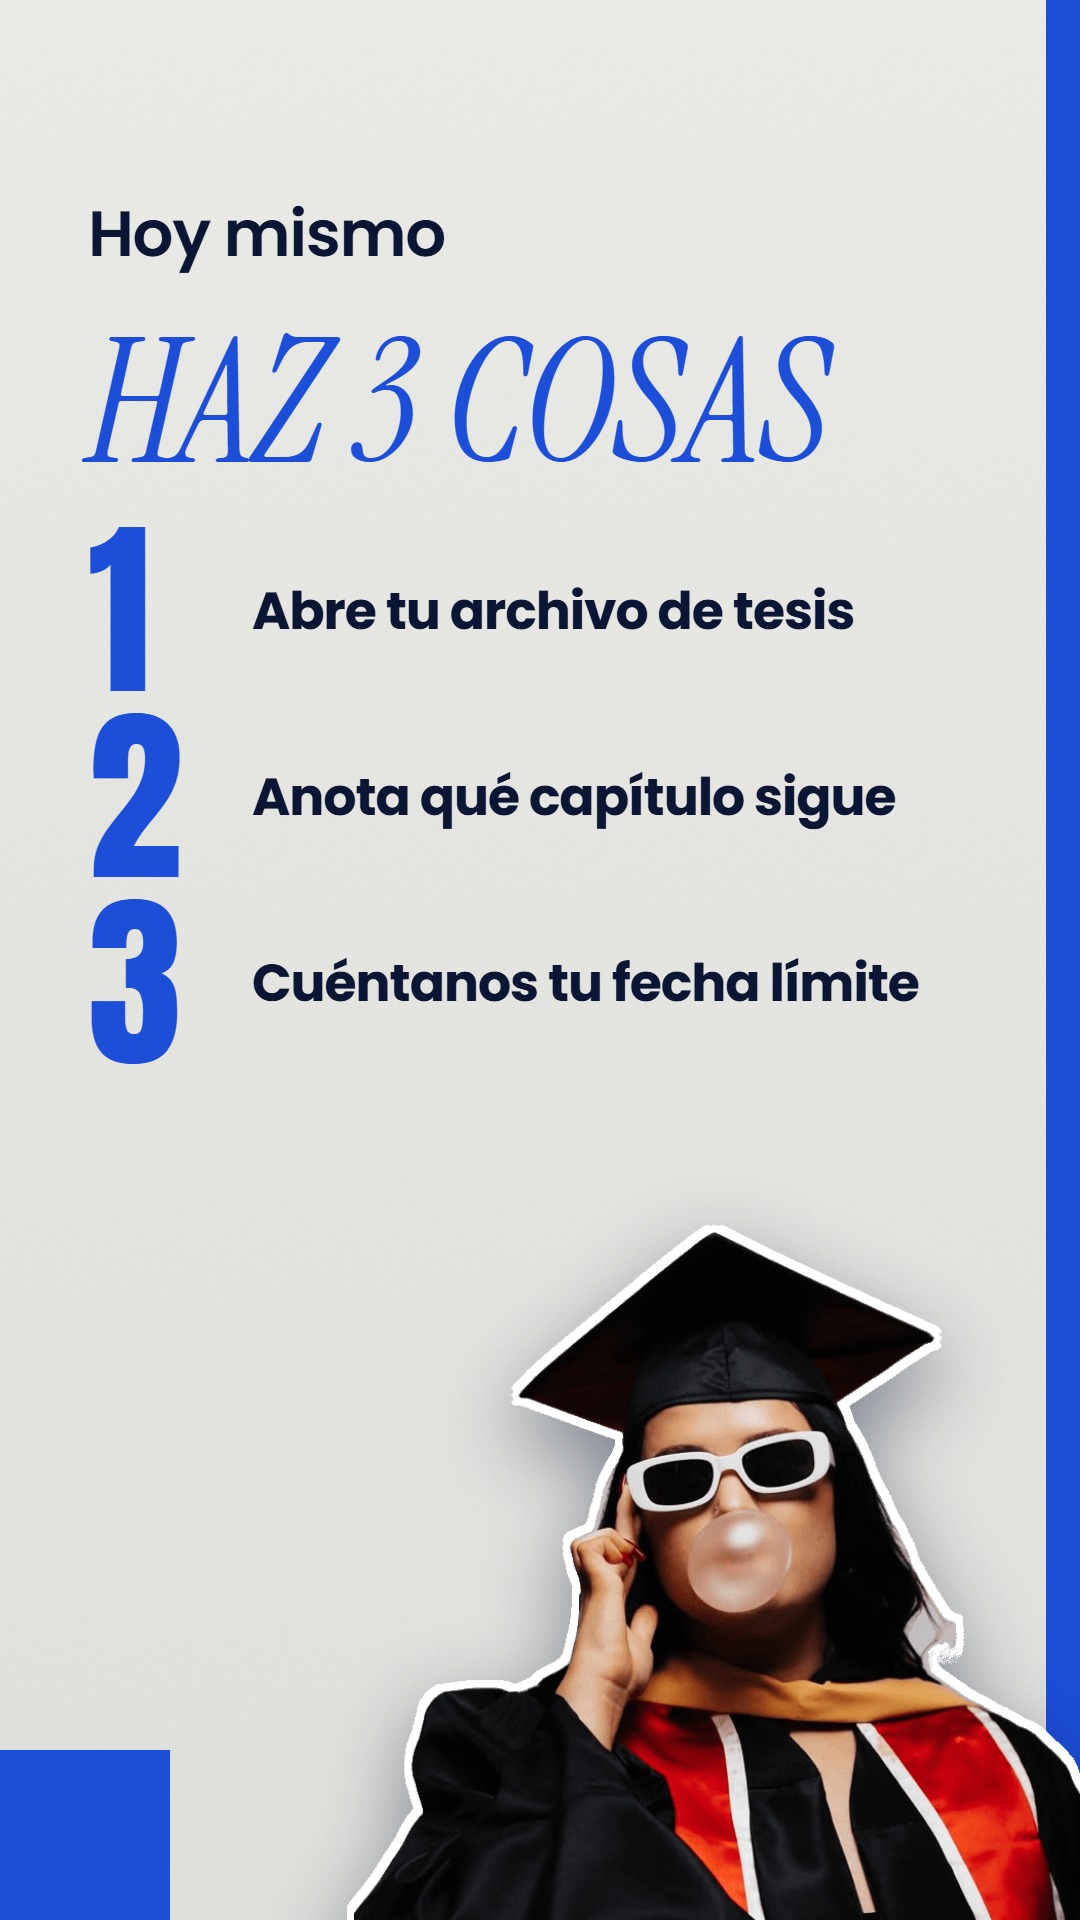 Hoy mismo
HAZ 3 COSAS
1 Abre tu archivo de tesis
2 Anota qué capítulo sigue
3 Cuéntanos tu fecha límite